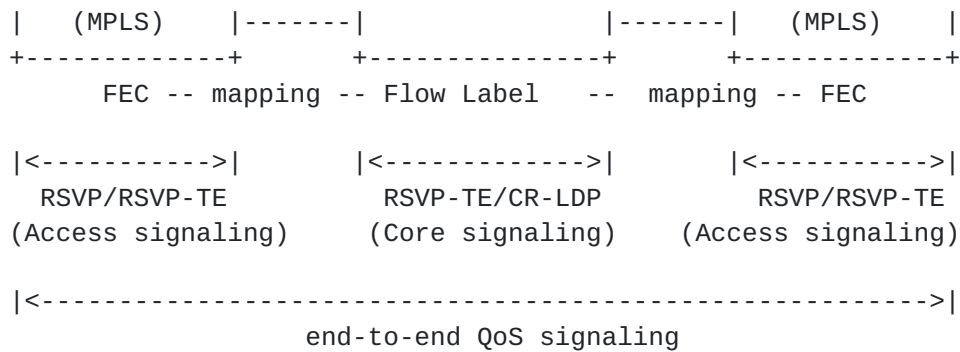 |   (MPLS)    |-------|               |-------|   (MPLS)    |
+-------------+       +---------------+       +-------------+
      FEC -- mapping -- Flow Label   --  mapping -- FEC
|<----------->|       |<------------->|       |<----------->|
  RSVP/RSVP-TE          RSVP-TE/CR-LDP          RSVP/RSVP-TE
(Access signaling)     (Core signaling)    (Access signaling)
|<--------------------------------------------------------->|
                  end-to-end QoS signaling